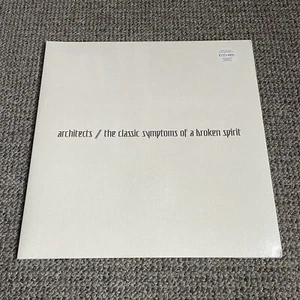 architects // the classic symptoms of a broken spirit